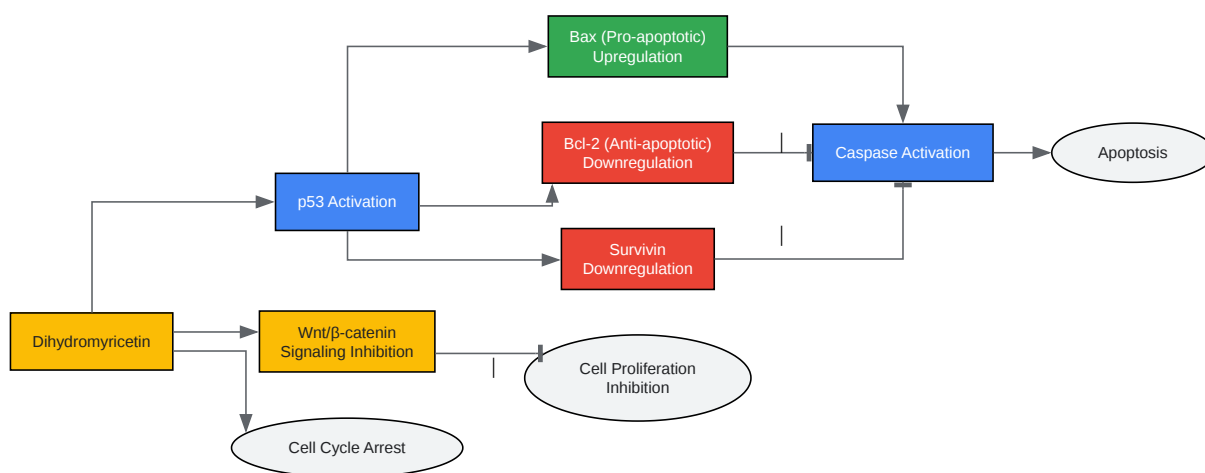 Bax (Pro-apoptotic)
Upregulation
Bcl-2 (Anti-apoptotic)
Downregulation
Caspase Activation
Apoptosis
p53 Activation
Survivin
Downregulation
Dihydromyricetin
Wnt/β-catenin
Signaling Inhibition
Cell Proliferation
Inhibition
Cell Cycle Arrest